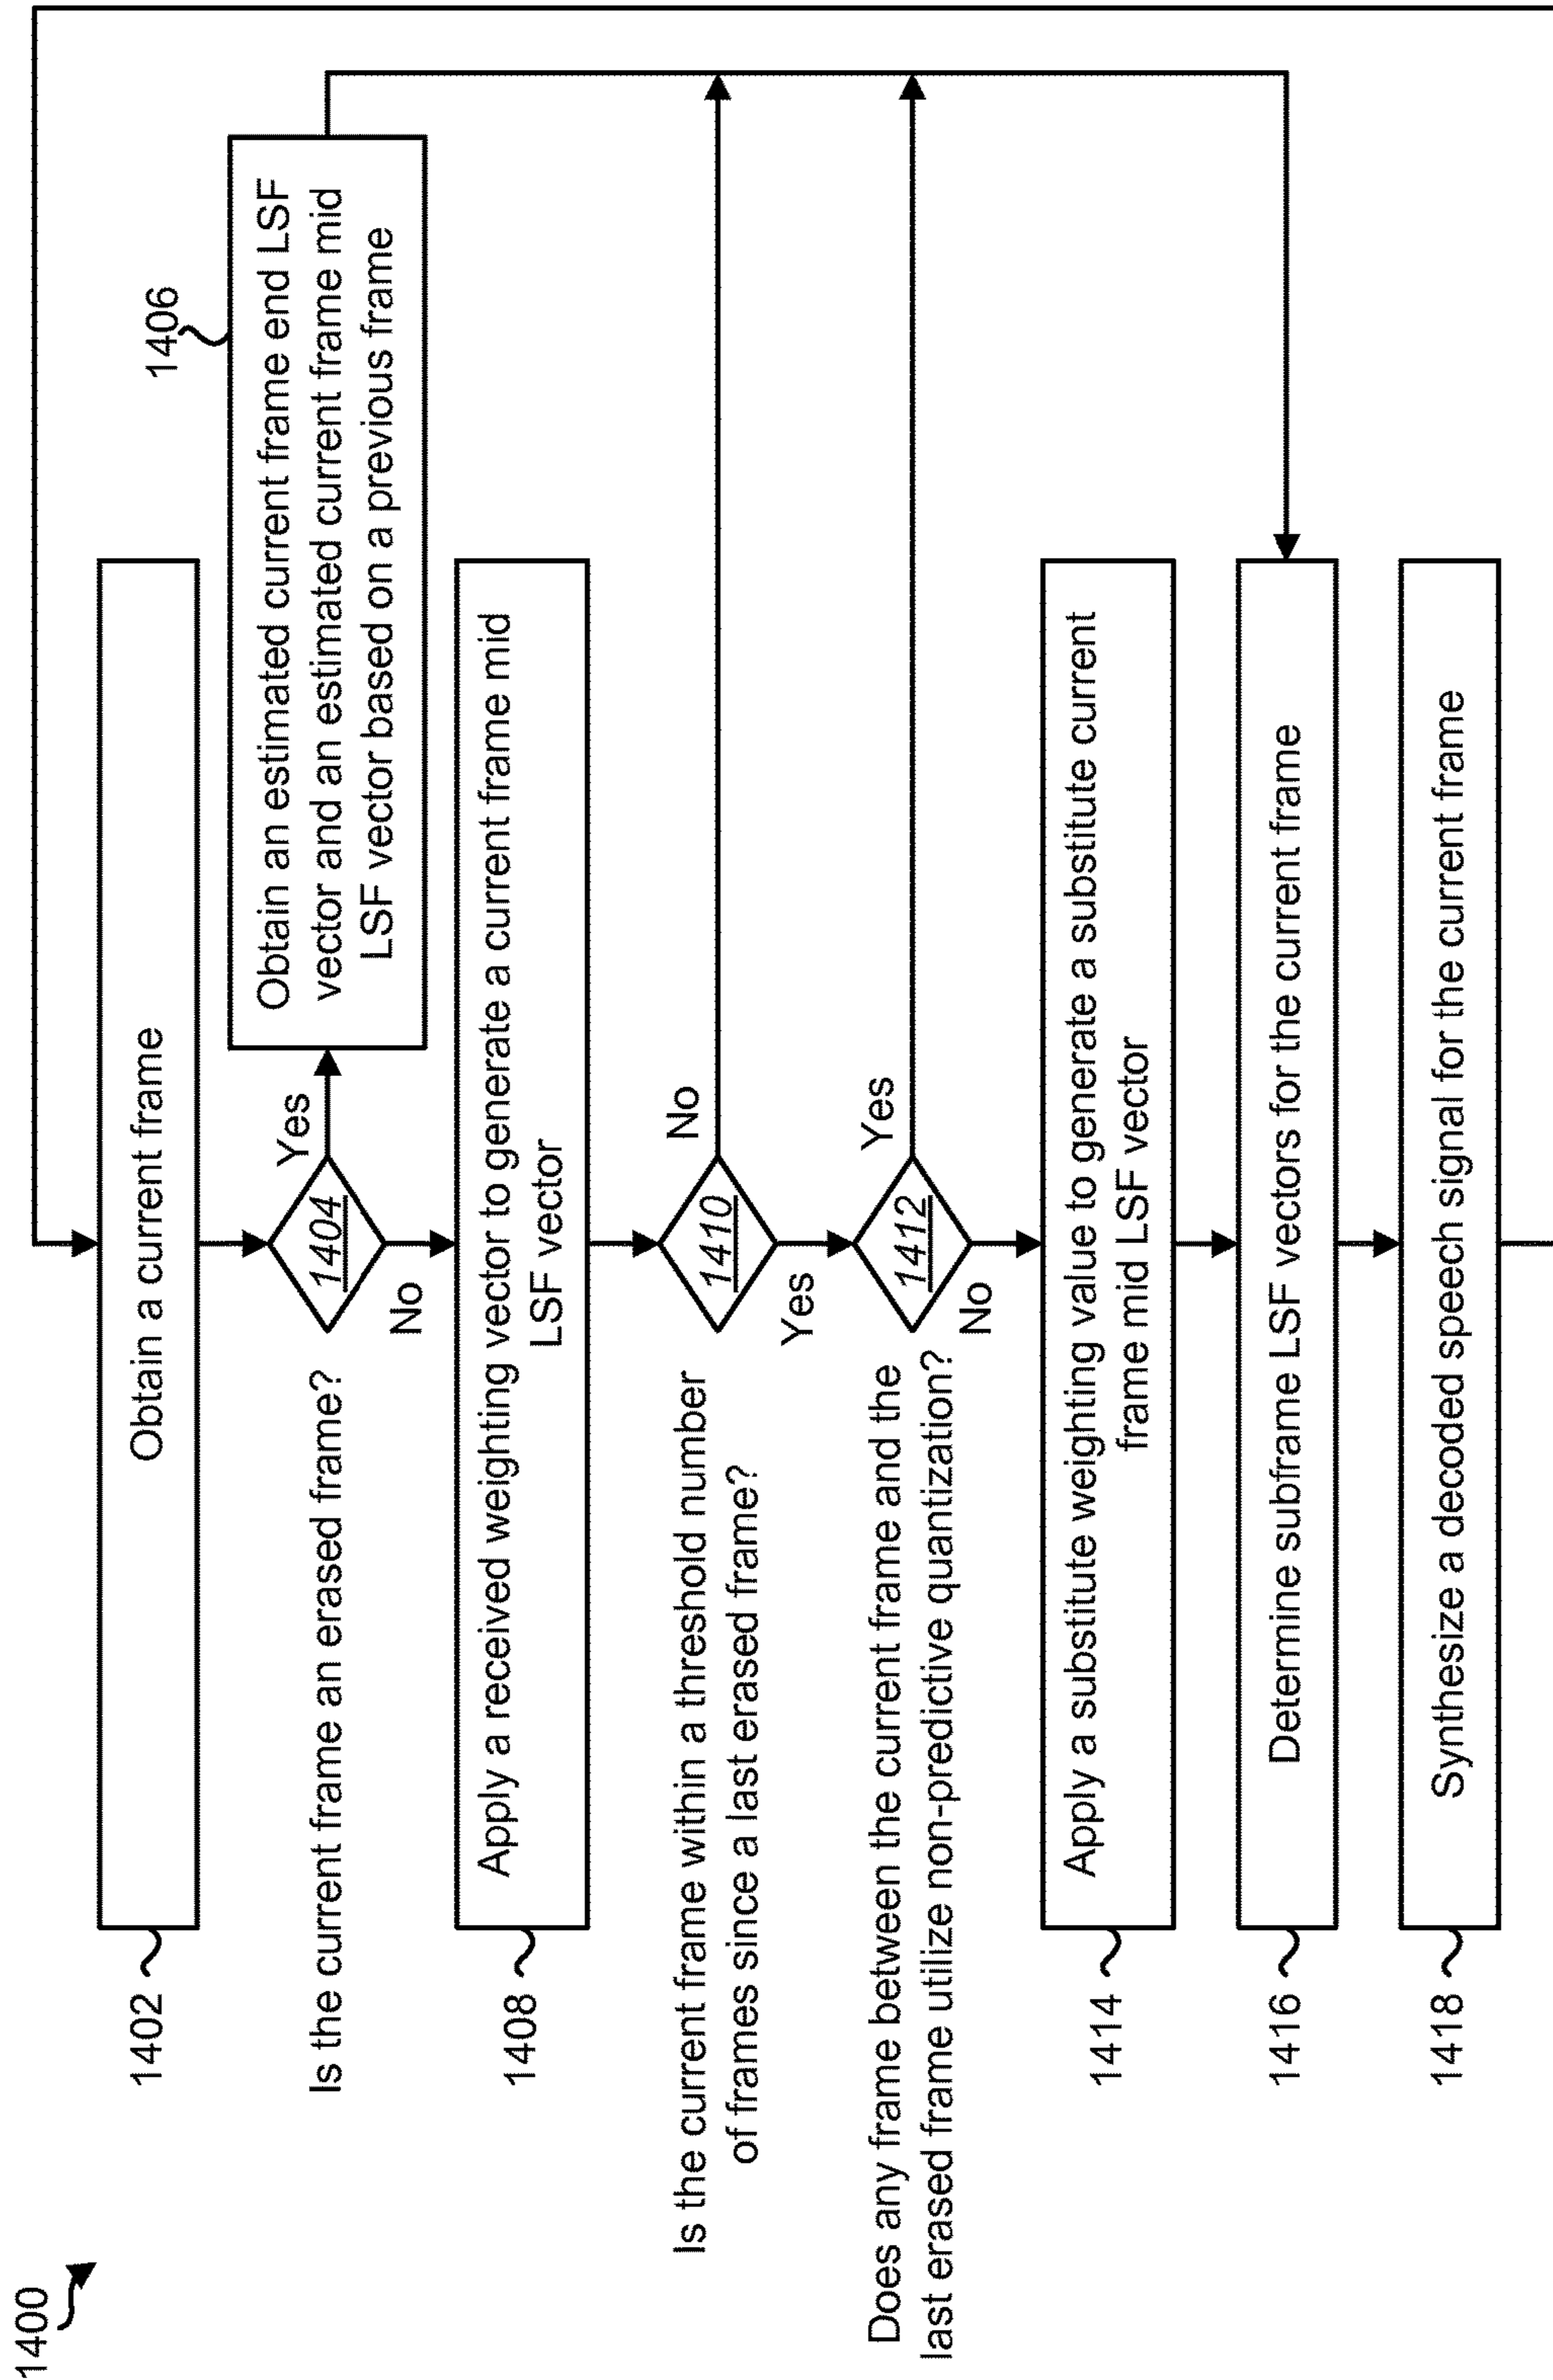 1400
1402
Obtain a current frame
Is the current frame an erased frame?
1404
Yes
No
1406
Obtain an estimated current frame end LSF
vector and an estimated current frame mid
LSF vector based on a previous frame
1408
Apply a received weighting vector to generate a current frame mid
LSF vector
Is the current frame within a threshold number
of frames since a last erased frame?
1410
No
Yes
Does any frame between the current frame and the
last erased frame utilize non-predictive quantization?
1412
Yes
No
1414
Apply a substitute weighting value to generate a substitute current
frame mid LSF vector
1416
Determine subframe LSF vectors for the current frame
1418
Synthesize a decoded speech signal for the current frame